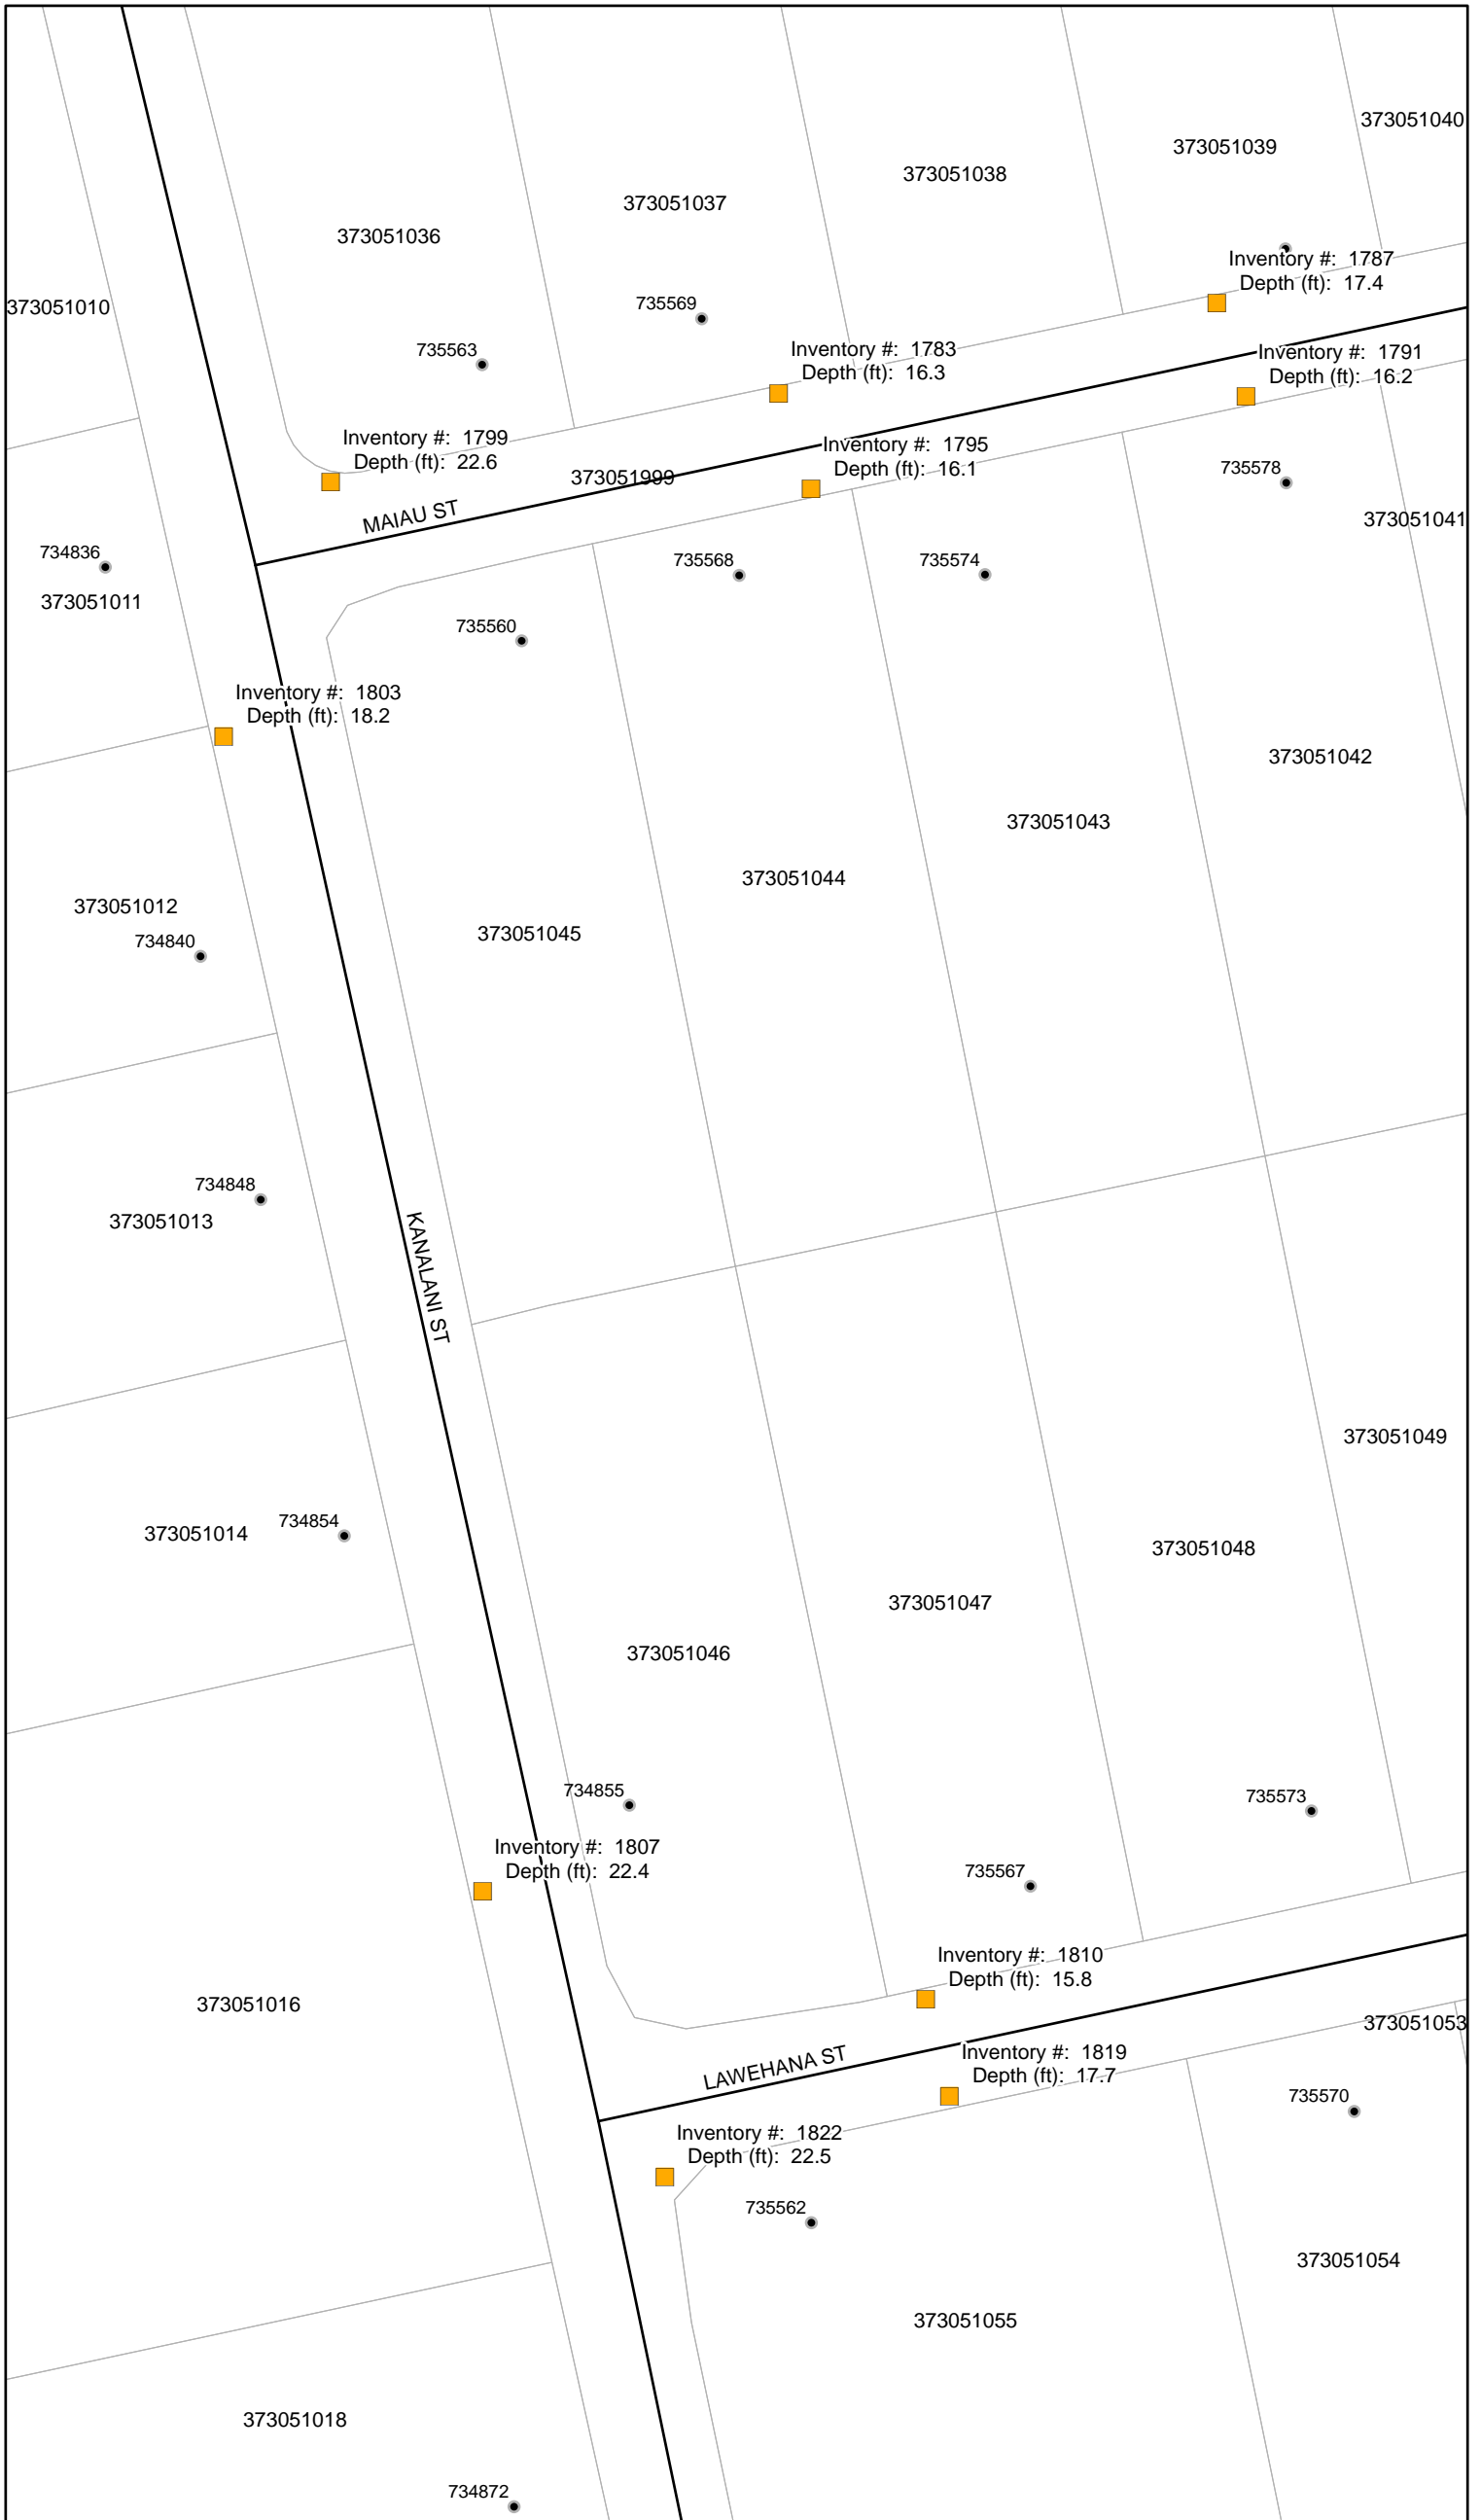 373051040
373051039
373051038
373051037
373051036
Inventory #: 1787
Depth (ft): 17.4
373051010
735569
735563
Inventory #: 1783
Depth (ft): 16.3
Inventory #: 1791
Depth (ft): 16.2
Inventory #: 1799
Depth (ft): 22.6
Inventory #: 1795
Depth (ft): 16.1
373051999
735578
MAIAU ST
373051041
734836
373051011
735568
735574
735560
Inventory #: 1803
Depth (ft): 18.2
373051042
373051043
373051044
373051012
373051045
734840
734848
373051013
KANALANI ST
373051049
734854
373051014
373051048
373051047
373051046
734855
735573
Inventory #: 1807
Depth (ft): 22.4
735567
Inventory #: 1810
Depth (ft): 15.8
373051016
373051053
LAWEHANA ST
Inventory #: 1819
Depth (ft): 17.7
735570
Inventory #: 1822
Depth (ft): 22.5
735562
373051054
373051055
373051018
734872